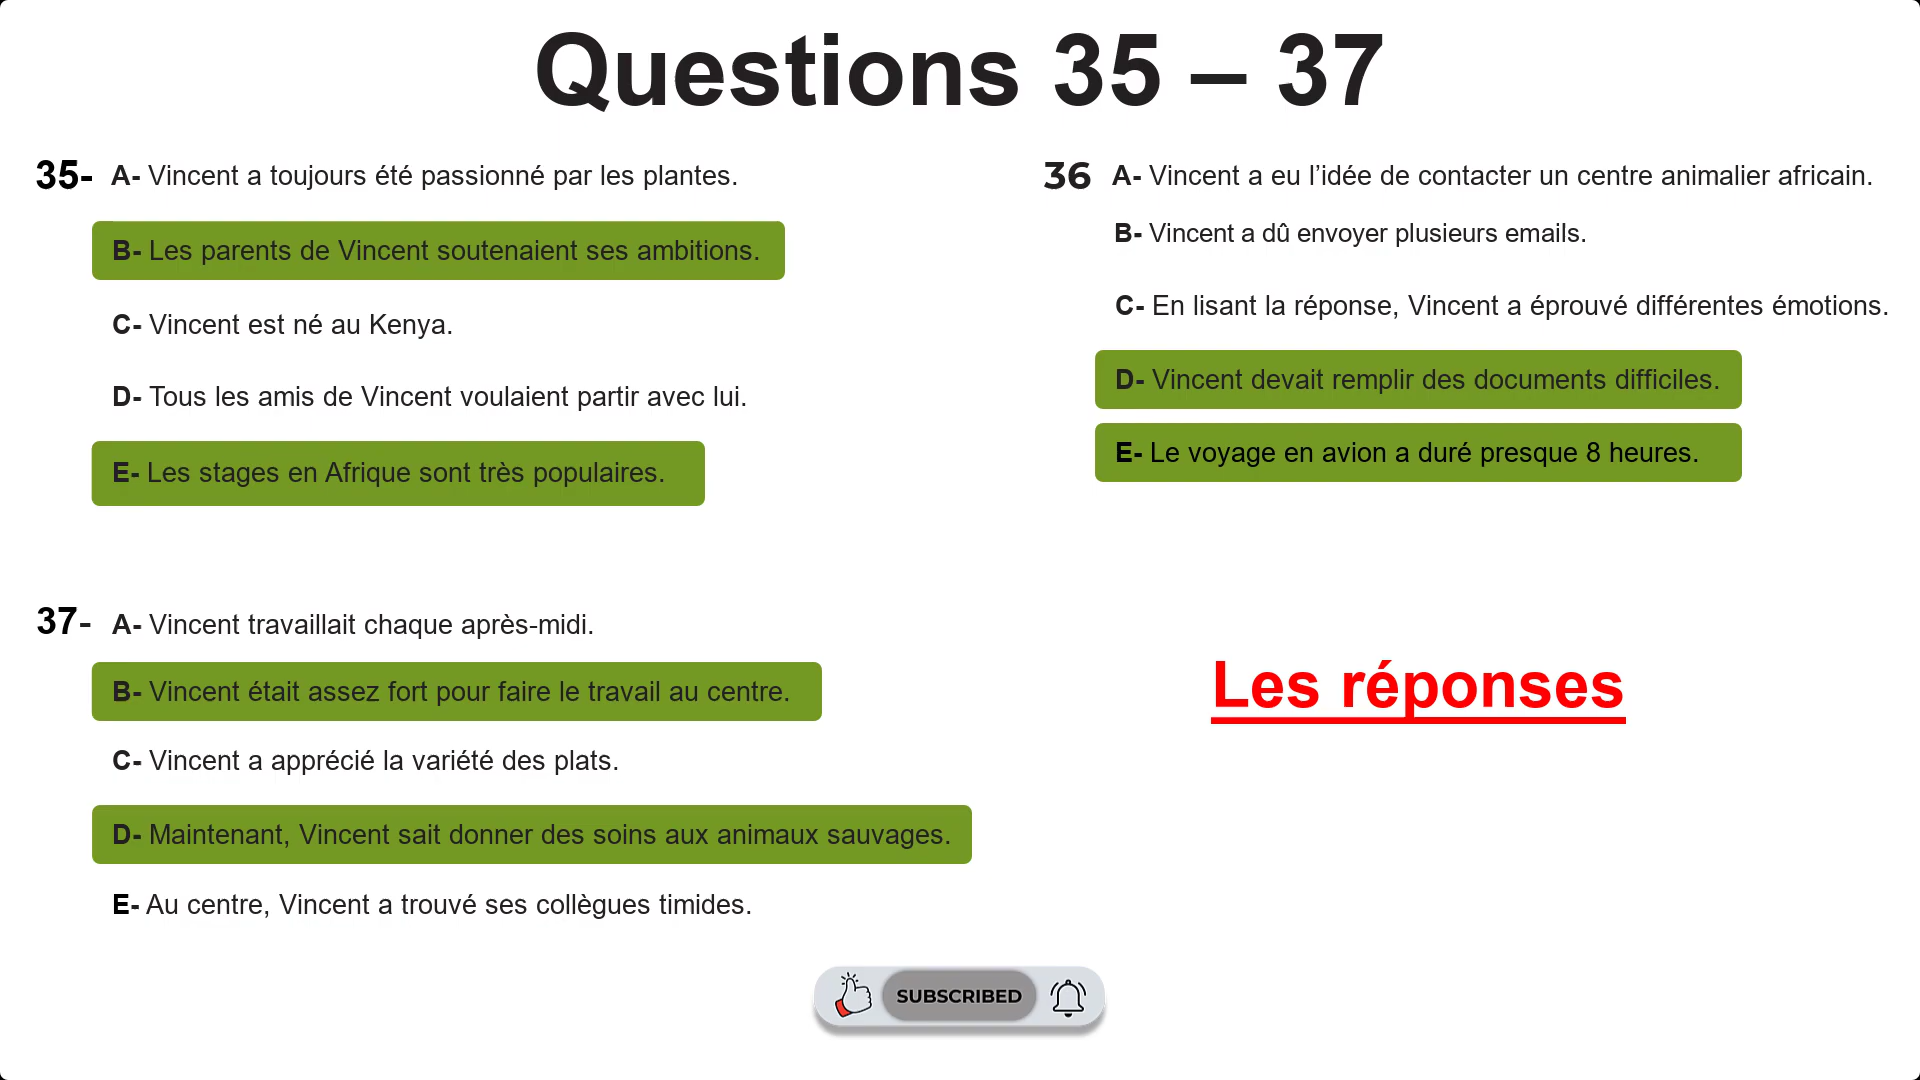 Questions 35 – 37
35- A- Vincent a toujours été passionné par les plantes.
B- Les parents de Vincent soutenaient ses ambitions.
C- Vincent est né au Kenya.
D- Tous les amis de Vincent voulaient partir avec lui.
E- Les stages en Afrique sont très populaires.
36 A- Vincent a eu l’idée de contacter un centre animalier africain.
B- Vincent a dû envoyer plusieurs emails.
C- En lisant la réponse, Vincent a éprouvé différentes émotions.
D- Vincent devait remplir des documents difficiles.
E- Le voyage en avion a duré presque 8 heures.
37- A- Vincent travaillait chaque après-midi.
B- Vincent était assez fort pour faire le travail au centre.
C- Vincent a apprécié la variété des plats.
D- Maintenant, Vincent sait donner des soins aux animaux sauvages.
E- Au centre, Vincent a trouvé ses collègues timides.
Les réponses
SUBSCRIBED